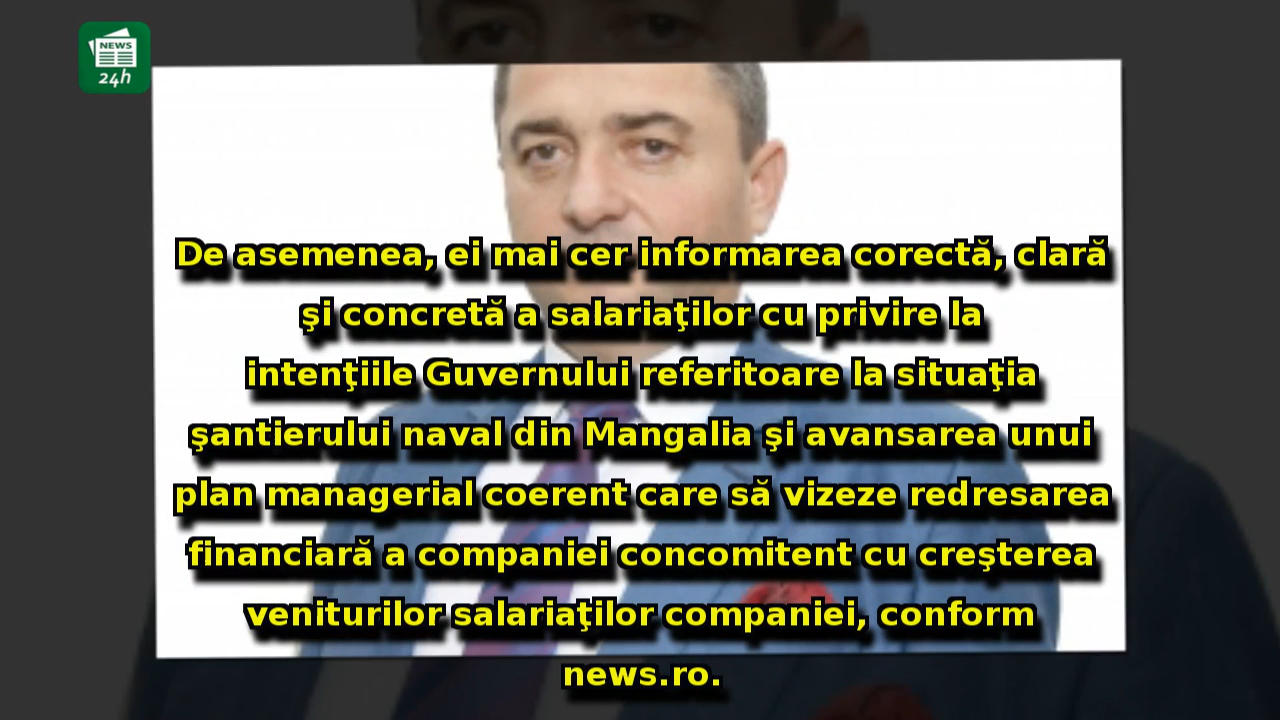 NEWS
24h
De asemenea, ei mai cer informarea corectă, clară
şi concretă a salariaţilor cu privire la
intenţiile Guvernului referitoare la situaţia
şantierului naval din Mangalia şi avansarea unui
plan managerial coerent care să vizeze redresarea
financiară a companiei concomitent cu creşterea
veniturilor salariaţilor companiei, conform
news.ro.